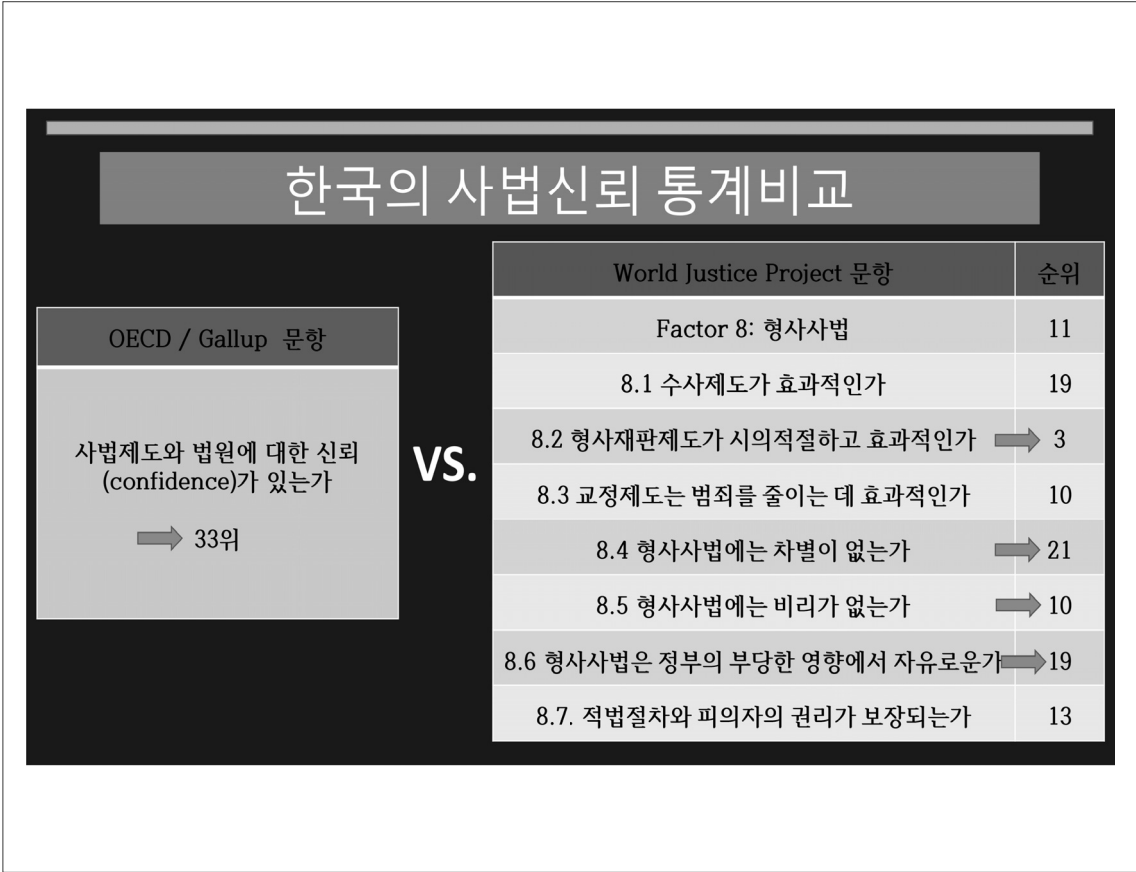 한국의 사법신뢰 통계비교
OECD / Gallup 문항
사법제도와 법원에 대한 신뢰
(confidence)가 있는가
33위
VS.
World Justice Project 문항 순위
Factor 8: 형사사법 11
8.1 수사제도가 효과적인가 19
8.2 형사재판제도가 시의적절하고 효과적인가 3
8.3 교정제도는 범죄를 줄이는 데 효과적인가 10
8.4 형사사법에는 차별이 없는가 21
8.5 형사사법에는 비리가 없는가 10
8.6 형사사법은 정부의 부당한 영향에서 자유로운가 19
8.7. 적법절차와 피의자의 권리가 보장되는가 13